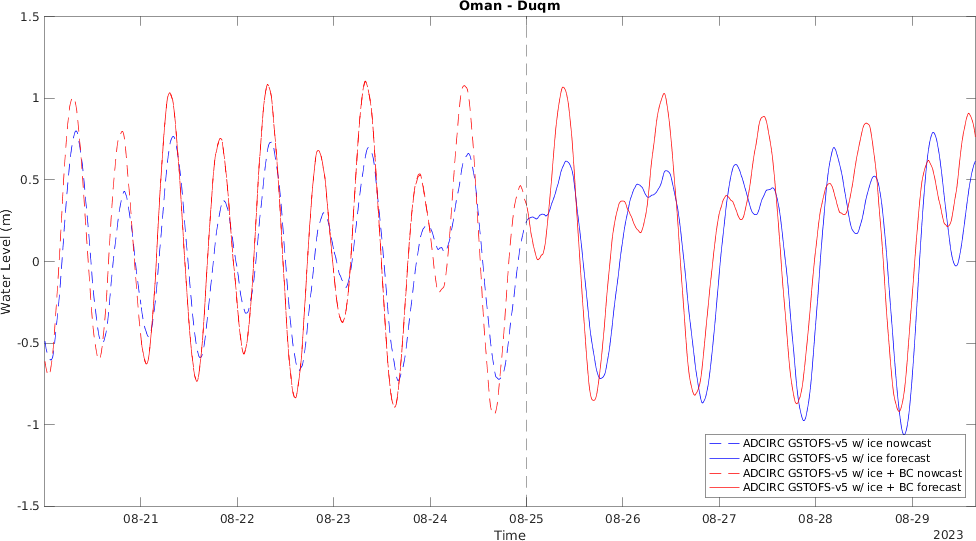 Oman - Duqm
1.5
1
0.5
0
-0.5
-1
-1.5
Water Level (m)
08-21 08-22 08-23 08-24 08-25 08-26 08-27 08-28 08-29
Time
2023
ADCIRC GSTOFS-v5 w/ ice nowcast
ADCIRC GSTOFS-v5 w/ ice forecast
ADCIRC GSTOFS-v5 w/ ice + BC nowcast
ADCIRC GSTOFS-v5 w/ ice + BC forecast